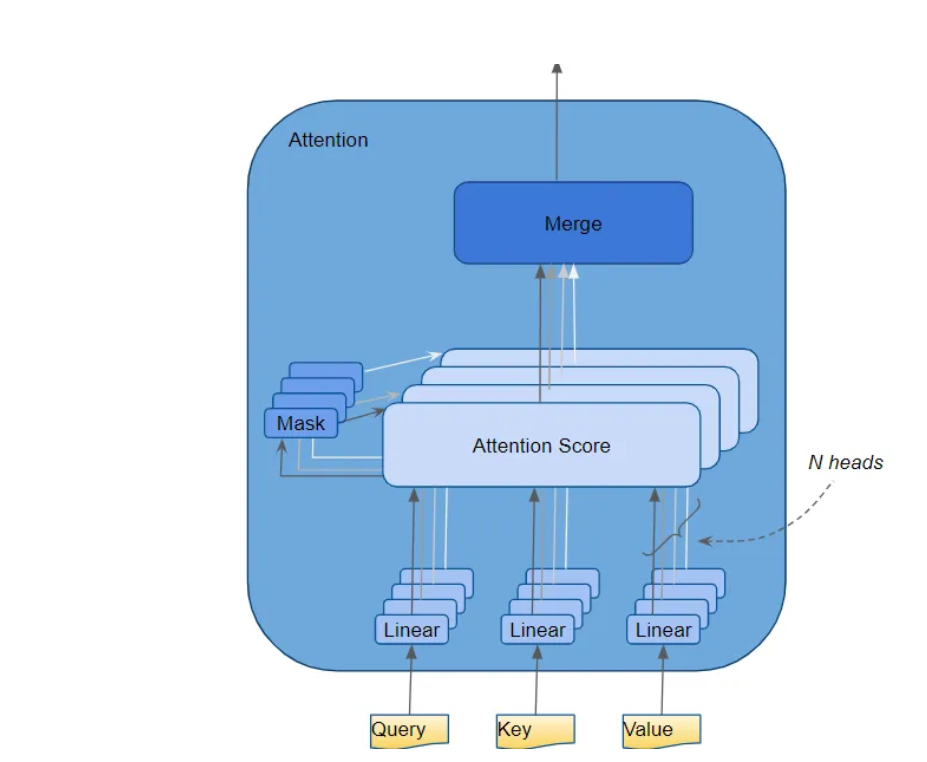 Attention
Merge
Mask
Attention Score
N heads
Linear
Linear
Linear
Query
Key
Value